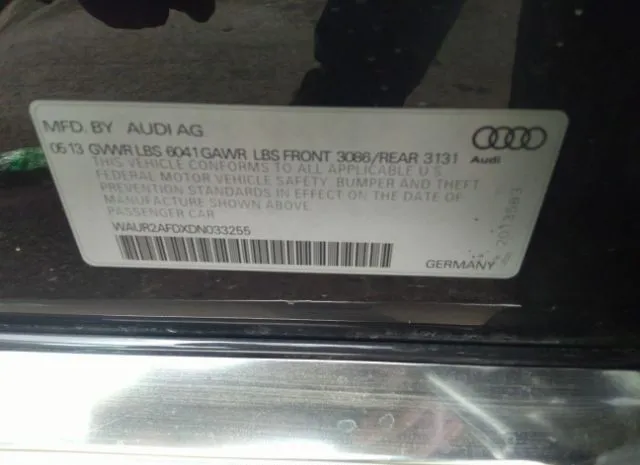 MFD. BY AUDI AG
05 13 GVWR LBS 6041 GAWR LBS FRONT 3086/REAR 3131
THIS VEHICLE CONFORMS TO ALL APPLICABLE U S
FEDERAL MOTOR VEHICLE SAFETY, BUMPER AND THEFT
PREVENTION STANDARDS IN EFFECT ON THE DATE OF
MANUFACTURE SHOWN ABOVE.
PASSENGER CAR
WAUR2AFDXDN033255
Audi
GERMANY